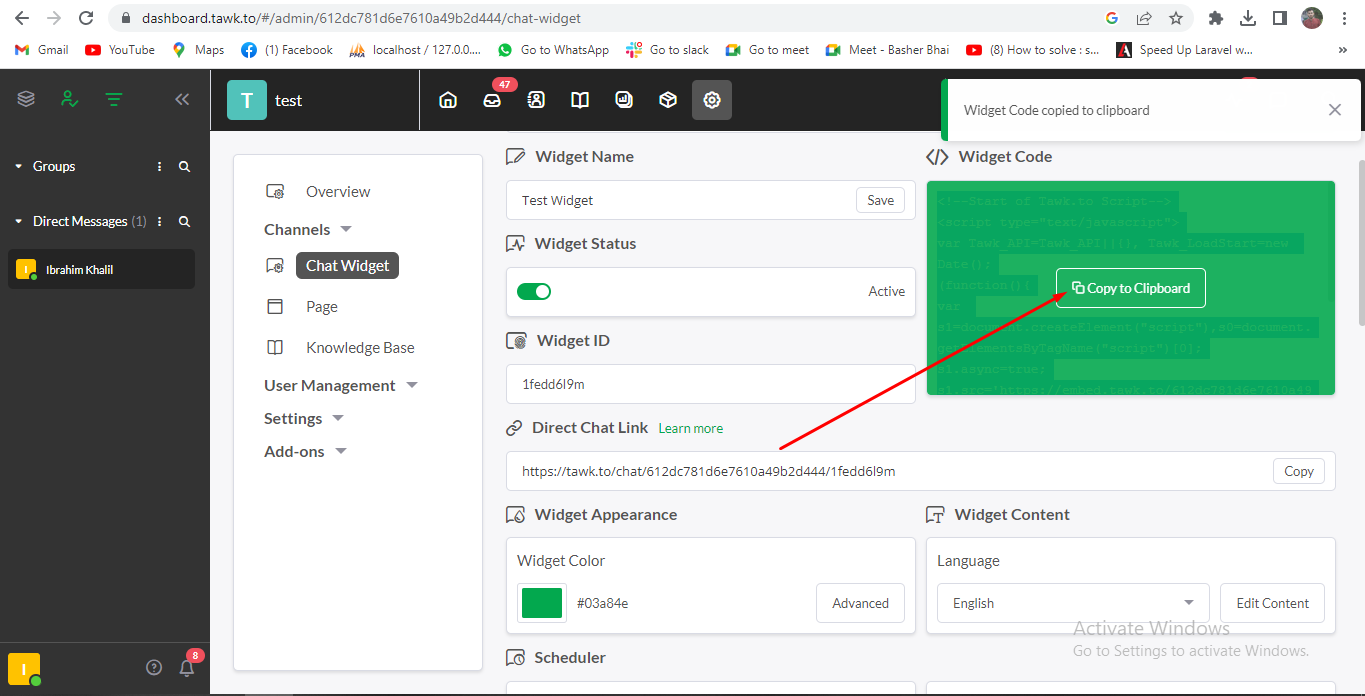 dashboard.tawk.to/#/admin/612dc781d6e7610a49b2d444/chat-widget
Gmail
YouTube
Maps
(1) Facebook
localhost / 127.0.0....
Go to WhatsApp
Go to slack
Go to meet
Meet - Basher Bhai
(8) How to solve : s...
Speed Up Laravel w...
»
T
test
47
Widget Code copied to clipboard
Groups
Direct Messages (1)
I
Ibrahim Khalil
I
8
Overview
Channels
Chat Widget
Page
Knowledge Base
User Management
Settings
Add-ons
Widget Name
Test Widget
Save
Widget Status
Active
Widget ID
1fedd6l9m
Widget Code
<!--Start of Tawk.to Script-->
<script type="text/javascript">
var Tawk_API=Tawk_API||{}, Tawk_LoadStart=new
Date();
(function(){
var
s1=document.createElement("script"),s0=document.
getElementsByTagName("script")[0];
s1.async=true;
s1.src='https://embed.tawk.to/612dc781d6e7610a49
Copy to Clipboard
Direct Chat Link
Learn more
https://tawk.to/chat/612dc781d6e7610a49b2d444/1fedd6l9m
Copy
Widget Appearance
Widget Color
#03a84e
Advanced
Widget Content
Language
English
Edit Content
Scheduler
Activate Windows
Go to Settings to activate Windows.